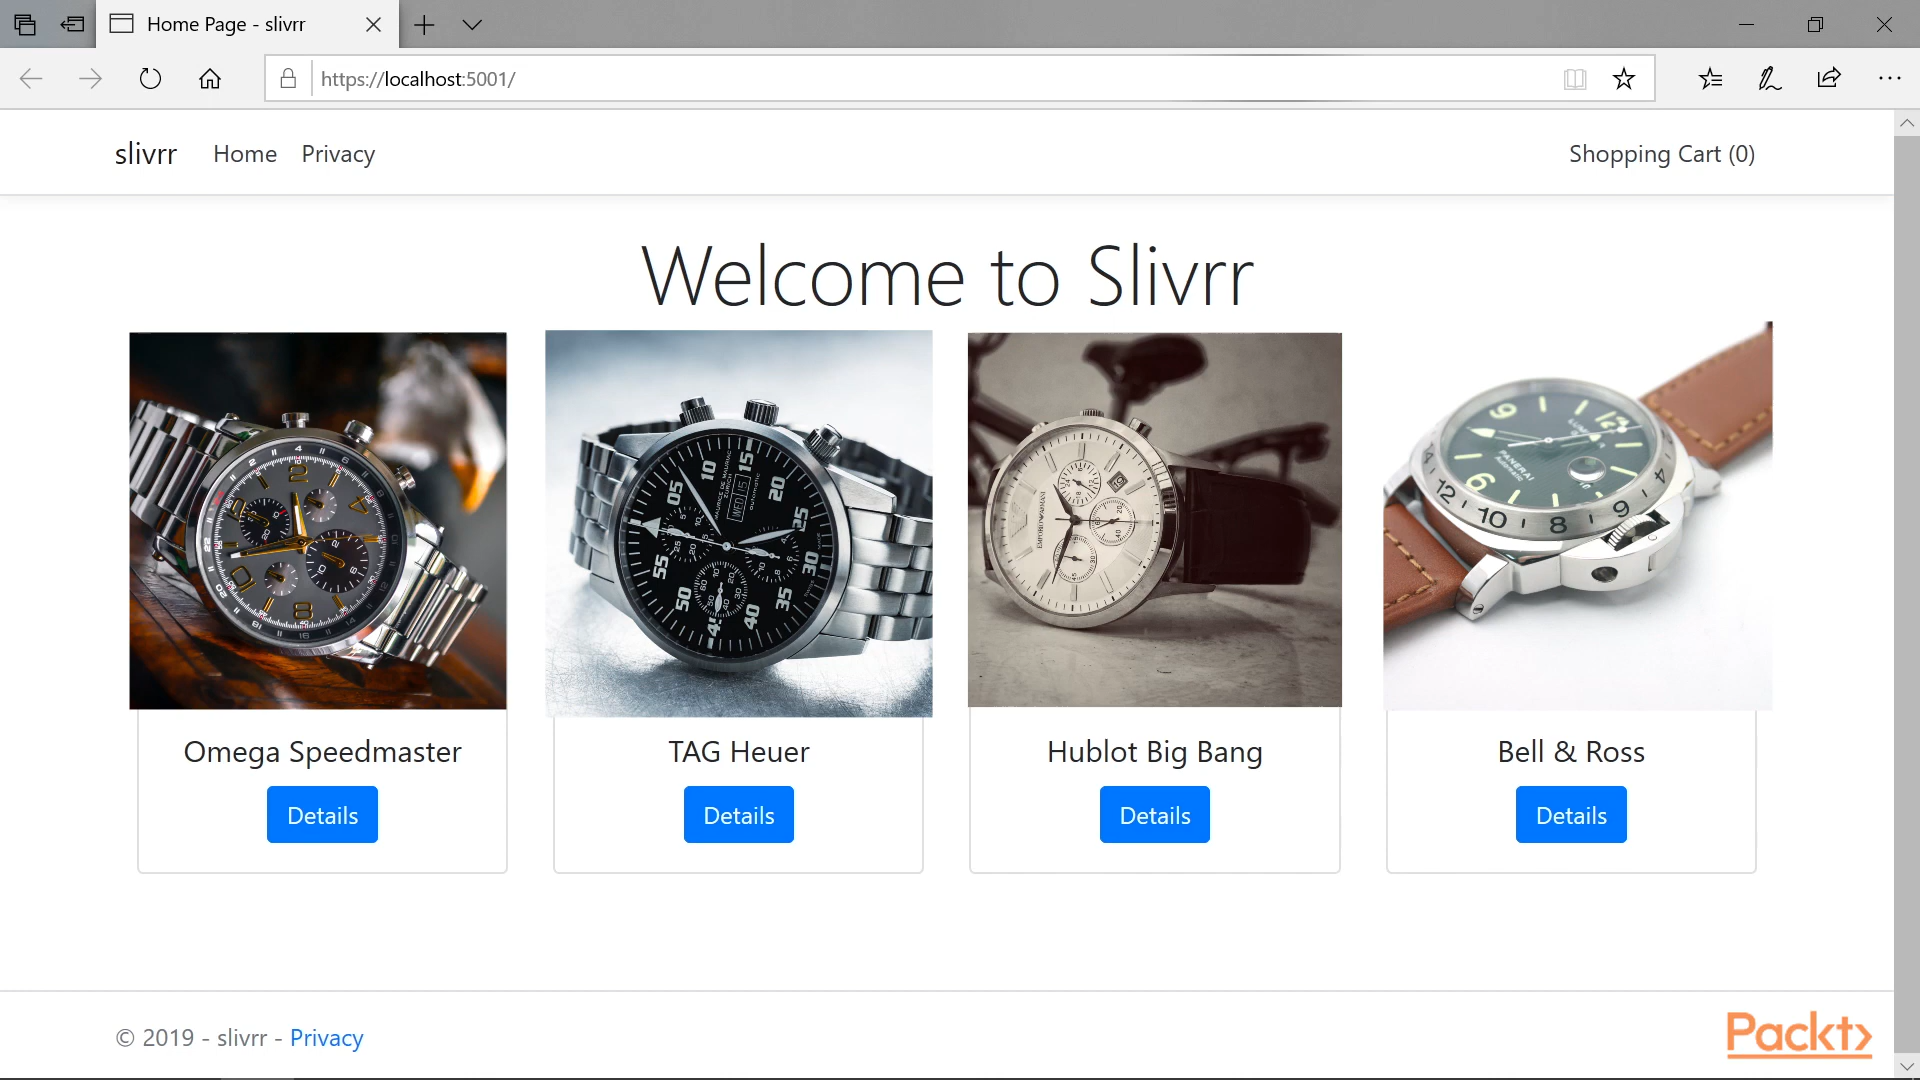 Home Page - slivrr
https://localhost:5001/
slivrr Home Privacy Shopping Cart (0)
Welcome to Slivrr
Omega Speedmaster
TAG Heuer
Hublot Big Bang
Bell & Ross
Details
Details
Details
Details
© 2019 - slivrr - Privacy
Packt